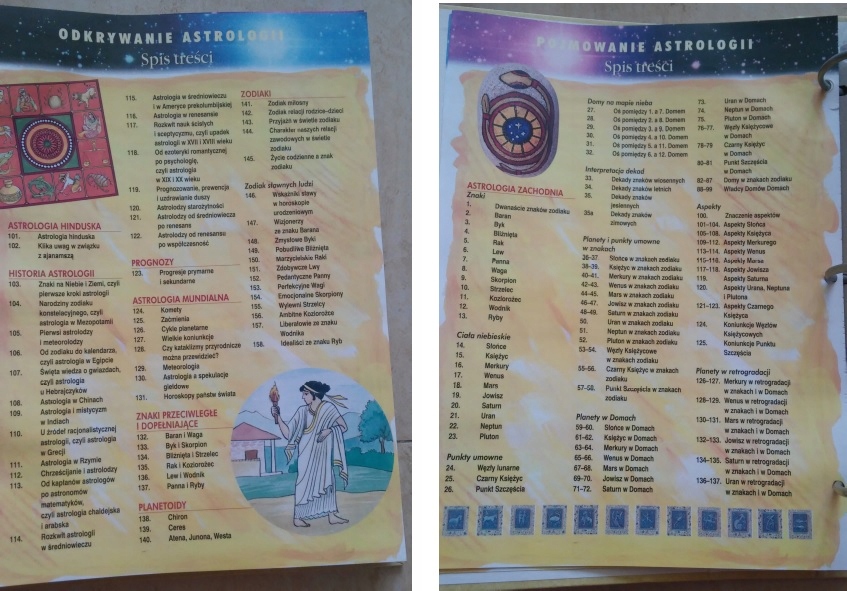 ODKRYWANIE ASTROLOGII
Spis treści
ASTROLOGIA HINDUSKA
101. Astrologia hinduska
102. Kilka uwag w związku
z ajanamszą
HISTORIA ASTROLOGII
103. Znaki na Niebie i Ziemi, czyli
pierwsze kroki astrologii
104. Narodziny zodiaku
konstelacyjnego, czyli
astrologia w Mezopotamii
105. Pierwsi astrolodzy
i meteorolodzy
106. Od zodiaku do kalendarza,
czyli astrologia w Egipcie
107. Święta wiedza o gwiazdach,
czyli astrologia
u Hebrajczyków
108. Astrologia w Chinach
109. Astrologia i mistycyzm
w Indiach
110. U źródeł racjonalistycznej
astrologii, czyli astrologia
w Grecji
111. Astrologia w Rzymie
112. Chrześcijanie i astrolodzy
113. Od kapłanów astrologów
po astronomów
matematyków,
czyli astrologia chaldejska
i arabska
114. Rozkwit astrologii
w średniowieczu
115. Astrologia w średniowieczu
i w Ameryce prekolumbijskiej
116. Astrologia w renesansie
117. Rozkwit nauk ścisłych
i sceptycyzmu, czyli upadek
astrologii w XVII i XVIII wieku
118. Od ezoteryki romantycznej
po psychologię,
czyli astrologia
w XIX i XX wieku
119. Prognozowanie, prewencja
i uzdrawianie duszy
120. Astrolodzy starożytności
121. Astrolodzy od średniowiecza
po renesans
122. Astrolodzy od renesansu
po współczesność
PROGNOZY
123. Progresje prymarne
i sekundarne
ASTROLOGIA MUNDIALNA
124. Komety
125. Zaćmienia
126. Cykle planetarne
127. Wielkie koniunkcje
128. Czy kataklizmy przyrodnicze
można przewidzieć?
129. Meteorologia
130. Astrologia a spekulacje
giełdowe
131. Horoskopy państw świata
ZNAKI PRZECIWLEGŁE
I DOPEŁNIAJĄCE
132. Baran i Waga
133. Byk i Skorpion
134. Bliźnięta i Strzelec
135. Rak i Koziorożec
136. Lew i Wodnik
137. Panna i Ryby
PLANETOIDY
138. Chiron
139. Ceres
140. Atena, Junona, Westa
ZODIAKI
141. Zodiak miłosny
142. Zodiak relacji rodzice–dzieci
143. Przyjaźń w świetle zodiaku
144. Charakter naszych relacji
zawodowych w świetle
zodiaku
145. Życie codzienne a znak
zodiaku
Zodiak sławnych ludzi
146. Wskaźniki sławy
w horoskopie
urodzeniowym
147. Wojonerzy
ze znaku Barana
148. Zmysłowe Byki
149. Pobudliwe Bliźnięta
150. Marzycielskie Raki
151. Zdobywcze Lwy
152. Pedantyczne Panny
153. Perfekcyjne Wagi
154. Emocjonalne Skorpiony
155. Wylewni Strzelcy
156. Ambitne Koziorożce
157. Liberałowie ze znaku
Wodnika
158. Idealiści ze znaku Ryb
POJMOWANIE ASTROLOGII
Spis treści
ASTROLOGIA ZACHODNIA
Znaki
1. Dwanaście znaków zodiaku
2. Baran
3. Byk
4. Bliźnięta
5. Rak
6. Lew
7. Panna
8. Waga
9. Skorpion
10. Strzelec
11. Koziorożec
12. Wodnik
13. Ryby
Ciała niebieskie
14. Słońce
15. Księżyc
16. Merkury
17. Wenus
18. Mars
19. Jowisz
20. Saturn
21. Uran
22. Neptun
23. Pluton
Punkty umowne
24. Węzły lunarne
25. Czarny Księżyc
26. Punkt Szczęścia
Domy na mapie nieba
27. Oś pomiędzy 1. a 7. Domem
28. Oś pomiędzy 2. a 8. Domem
29. Oś pomiędzy 3. a 9. Domem
30. Oś pomiędzy 4. a 10. Domem
31. Oś pomiędzy 5. a 11. Domem
32. Oś pomiędzy 6. a 12. Domem
Interpretacja dekad
33. Dekady znaków wiosennych
34. Dekady znaków letnich
35. Dekady znaków
jesiennych
35a Dekady znaków
zimowych
Planety i punkty umowne
w znakach
36-37 Słońce w znakach zodiaku
38-39. Księżyc w znakach zodiaku
40-41. Merkury w znakach zodiaku
42-43. Wenus w znakach zodiaku
44-45. Mars w znakach zodiaku
46-47. Jowisz w znakach zodiaku
48-49. Saturn w znakach zodiaku
50. Uran w znakach zodiaku
51. Neptun w znakach zodiaku
52. Pluton w znakach zodiaku
53–54. Węzły Księżycowe
w znakach zodiaku
55-56. Czarny Księżyc w znakach
zodiaku
57–58. Punkt Szczęścia w znakach
zodiaku
Planety w Domach
59–60. Słońce w Domach
61–62. Księżyc w Domach
63–64. Merkury w Domach
65–66. Wenus w Domach
67–68. Mars w Domach
69–70. Jowisz w Domach
71–72. Saturn w Domach
73. Uran w Domach
74. Neptun w Domach
75. Pluton w Domach
76–77. Węzły Księżycowe
w Domach
78–79 Czarny Księżyc
w Domach
80–81 Punkt Szczęścia
w Domach
82–87 Domy w znakach zodiaku
88–99 Władcy Domów w Domach
Aspekty
100. Znaczenie aspektów
101–104. Aspekty Słońca
105–108. Aspekty Księżyca
109–112. Aspekty Merkurego
113–114. Aspekty Wenus
115–116. Aspekty Marsa
117–118. Aspekty Jowisza
119. Aspekty Saturna
120. Aspekty Urana, Neptuna
i Plutona
121–123. Aspekty Czarnego
Księżyca
124. Koniunkcje Węzłów
Księżycowych
125. Koniunkcje Punktu
Szczęścia
Planety w retrogradacji
126–127. Merkury w retrogradacji
w znakach i w Domach
128–129. Wenus w retrogradacji
w znakach i w Domach
130–131. Mars w retrogradacji
w znakach i w Domach
132–133. Jowisz w retrogradacji
w znakach i w Domach
134–135. Saturn w retrogradacji
w znakach i w Domach
136–137. Uran w retrogradacji
w znakach i w Domach